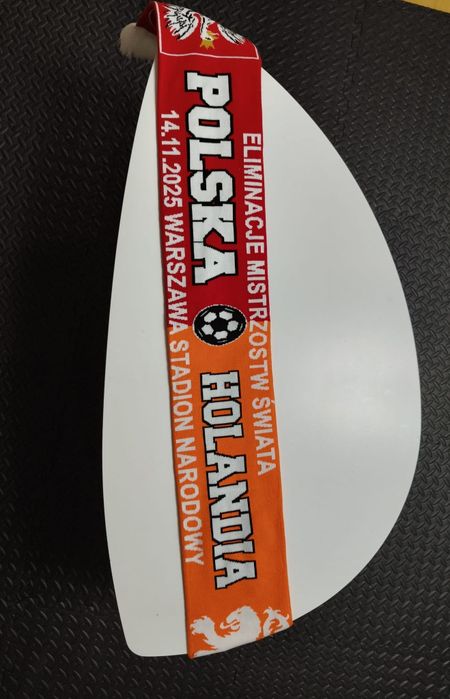 ELIMINACJE MISTRZOSTW ŚWIATA
POLSKA HOLANDIA
14.11.2025 WARSZAWA STADION NARODOWY